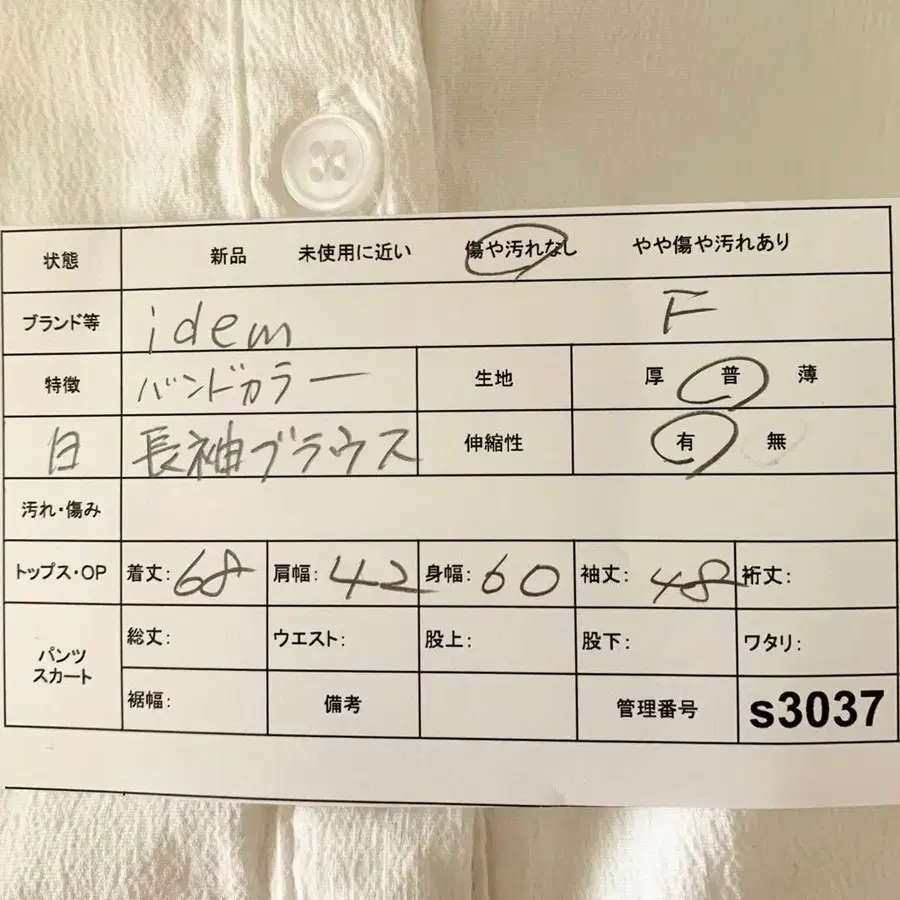 状態 新品 未使用に近い 傷や汚れなし やや傷や汚れあり
ブランド等 idem F
特徴 バンドカラー 生地 厚 普 薄
白 長袖ブラウス 伸縮性 有 無
汚れ・傷み
トップス・OP 着丈: 68 肩幅: 42 身幅: 60 袖丈: 48 裄丈:
パンツ スカート 総丈: ウエスト: 股上: 股下: ワタリ:
裾幅: 備考 管理番号 s3037